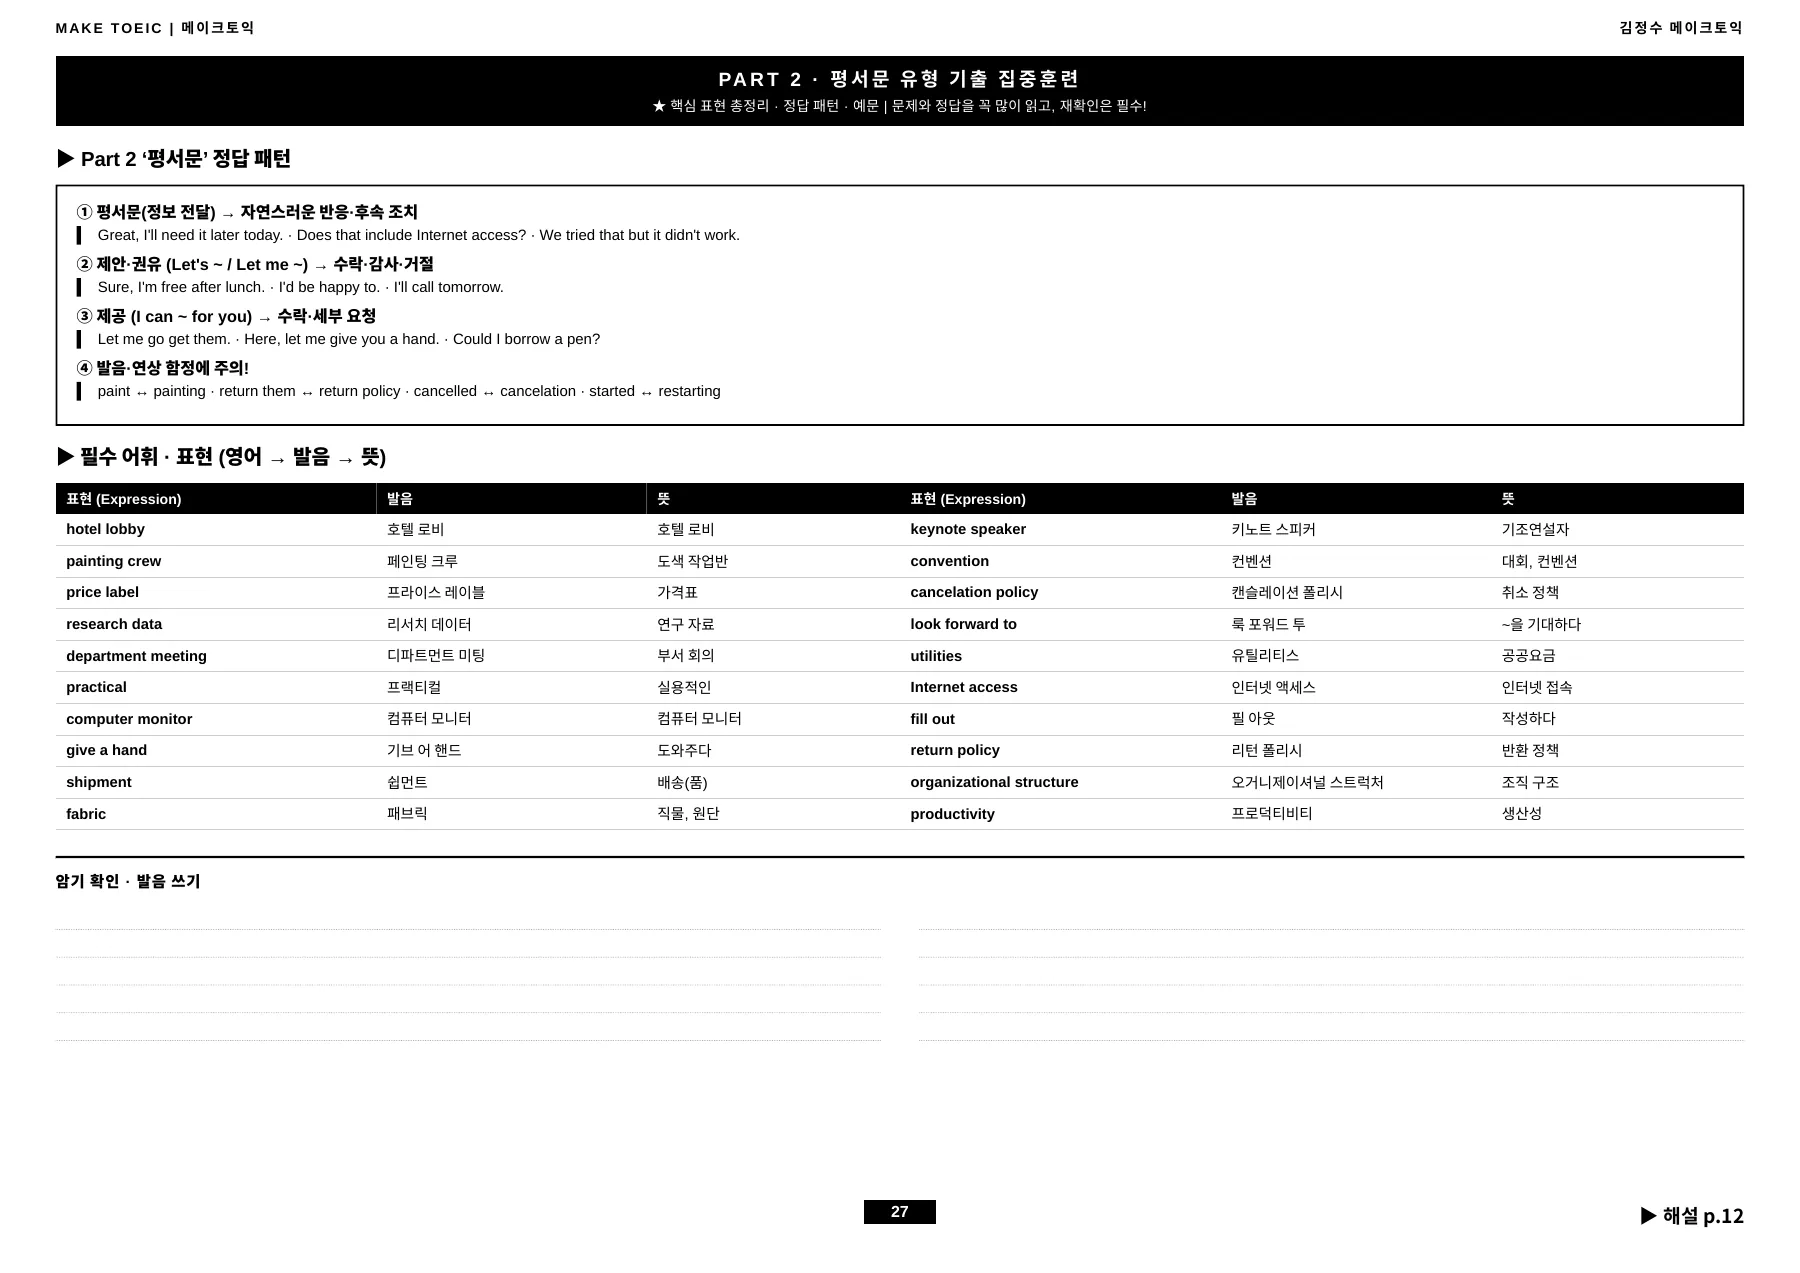 MAKE TOEIC | 메이크토익
김정수 메이크토익
PART 2 · 평서문 유형 기출 집중훈련
★ 핵심 표현 총정리 · 정답 패턴 · 예문 | 문제와 정답을 꼭 많이 읽고, 재확인은 필수!
▶ Part 2 ‘평서문’ 정답 패턴
① 평서문(정보 전달) → 자연스러운 반응·후속 조치
Great, I'll need it later today. · Does that include Internet access? · We tried that but it didn't work.
② 제안·권유 (Let's ~ / Let me ~) → 수락·감사·거절
Sure, I'm free after lunch. · I'd be happy to. · I'll call tomorrow.
③ 제공 (I can ~ for you) → 수락·세부 요청
Let me go get them. · Here, let me give you a hand. · Could I borrow a pen?
④ 발음·연상 함정에 주의!
paint ↔ painting · return them ↔ return policy · cancelled ↔ cancelation · started ↔ restarting
▶ 필수 어휘 · 표현 (영어 → 발음 → 뜻)
표현 (Expression) 발음 뜻 표현 (Expression) 발음 뜻
hotel lobby 호텔 로비 호텔 로비 keynote speaker 키노트 스피커 기조연설자
painting crew 페인팅 크루 도색 작업반 convention 컨벤션 대회, 컨벤션
price label 프라이스 레이블 가격표 cancelation policy 캔슬레이션 폴리시 취소 정책
research data 리서치 데이터 연구 자료 look forward to 룩 포워드 투 ~을 기대하다
department meeting 디파트먼트 미팅 부서 회의 utilities 유틸리티스 공공요금
practical 프랙티컬 실용적인 Internet access 인터넷 액세스 인터넷 접속
computer monitor 컴퓨터 모니터 컴퓨터 모니터 fill out 필 아웃 작성하다
give a hand 기브 어 핸드 도와주다 return policy 리턴 폴리시 반환 정책
shipment 쉽먼트 배송(품) organizational structure 오거니제이셔널 스트럭처 조직 구조
fabric 패브릭 직물, 원단 productivity 프로덕티비티 생산성
암기 확인 · 발음 쓰기
27
▶ 해설 p.12